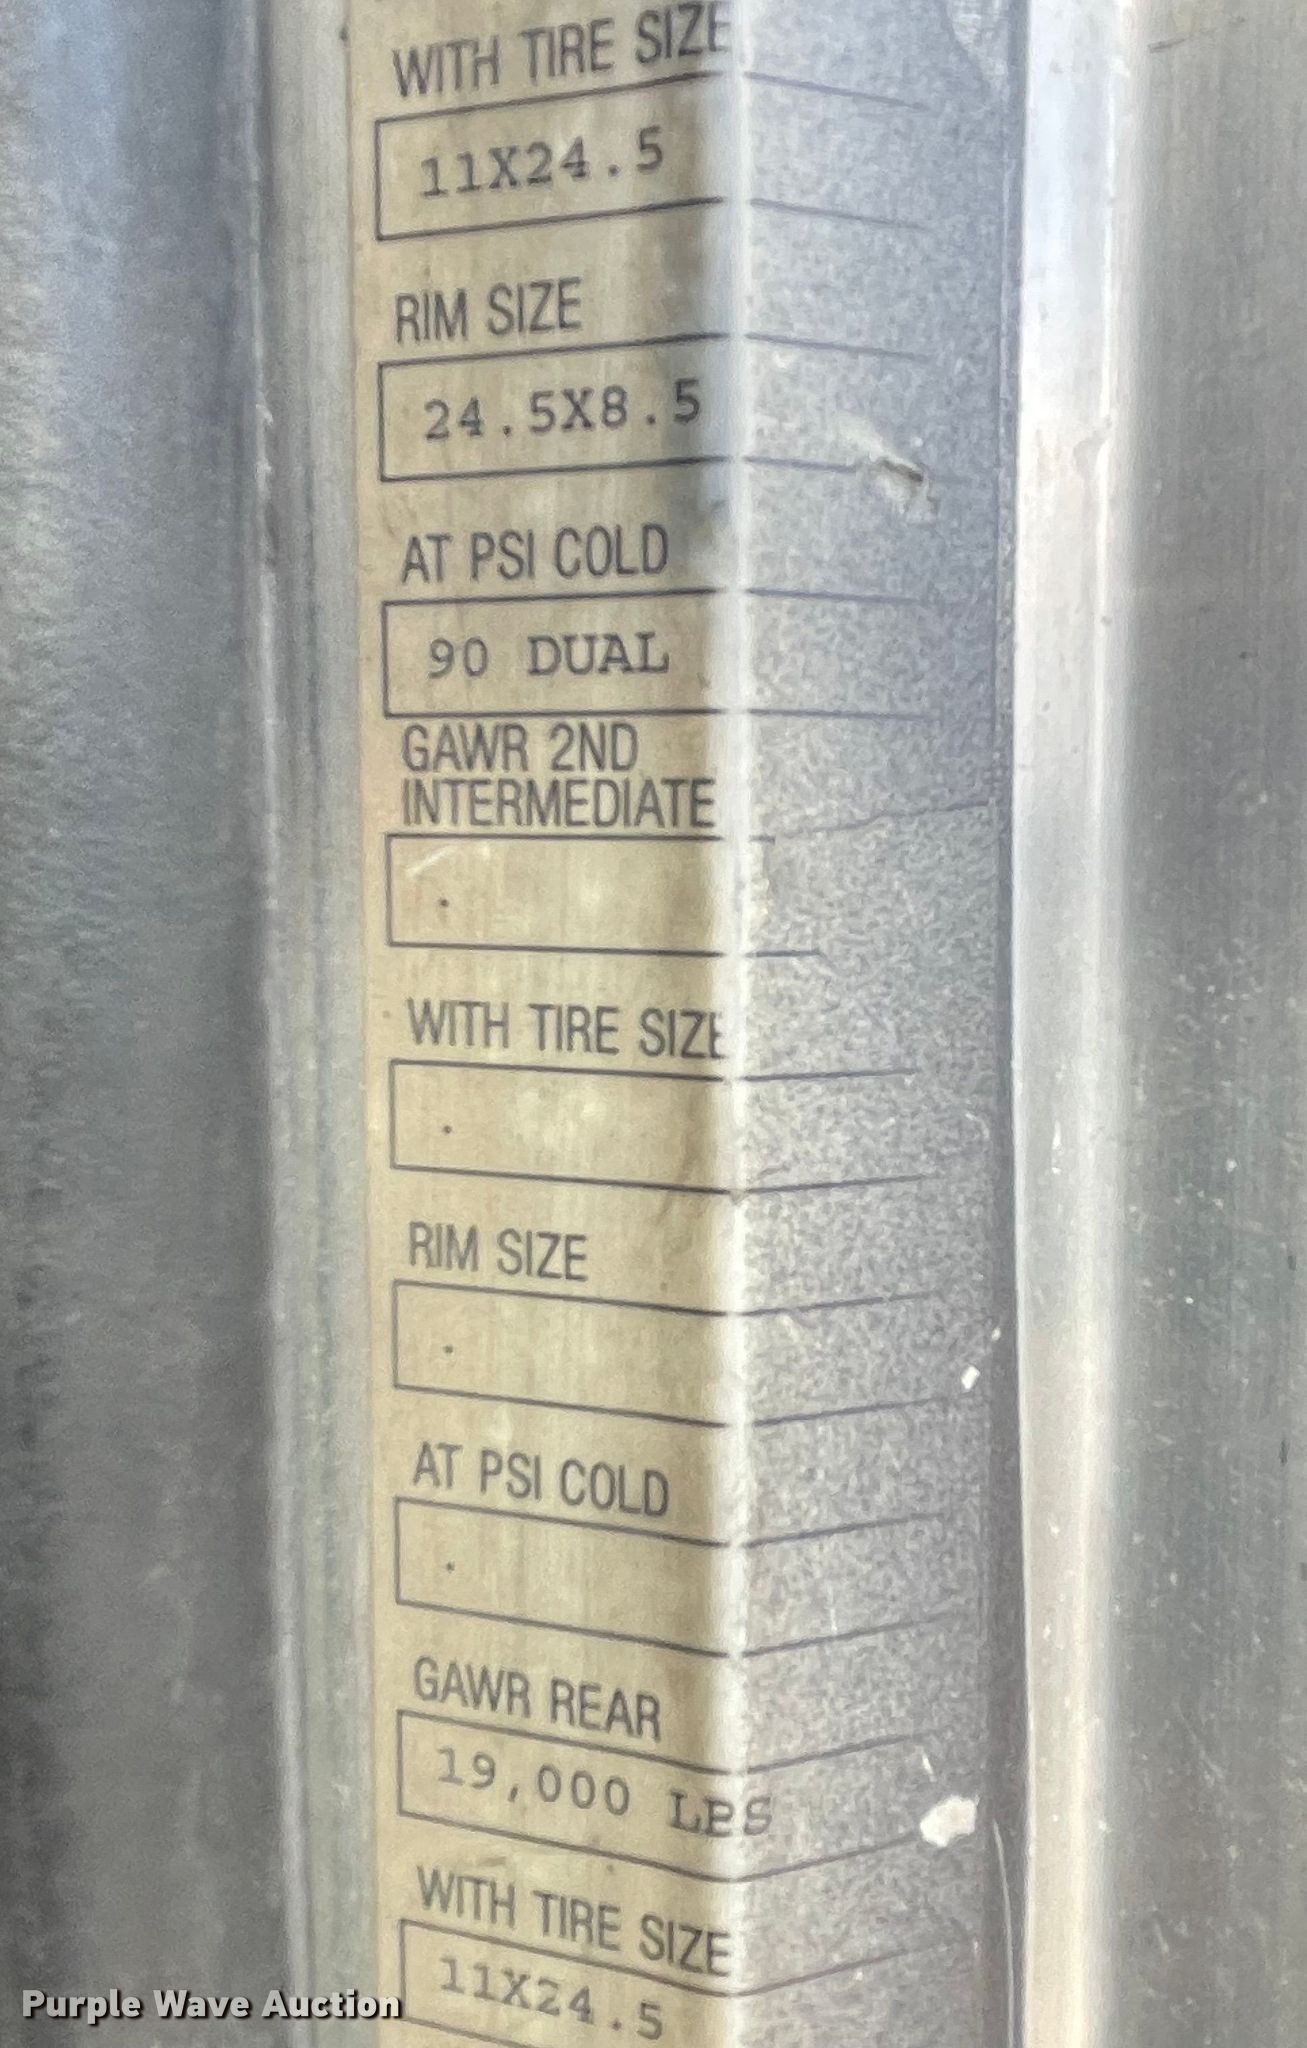 WITH TIRE SIZE
11X24.5
RIM SIZE
24.5X8.5
AT PSI COLD
90 DUAL
GAWR 2ND
INTERMEDIATE
.
WITH TIRE SIZE
.
RIM SIZE
.
AT PSI COLD
.
GAWR REAR
19,000 LBS
WITH TIRE SIZE
11X24.5
Purple Wave Auction